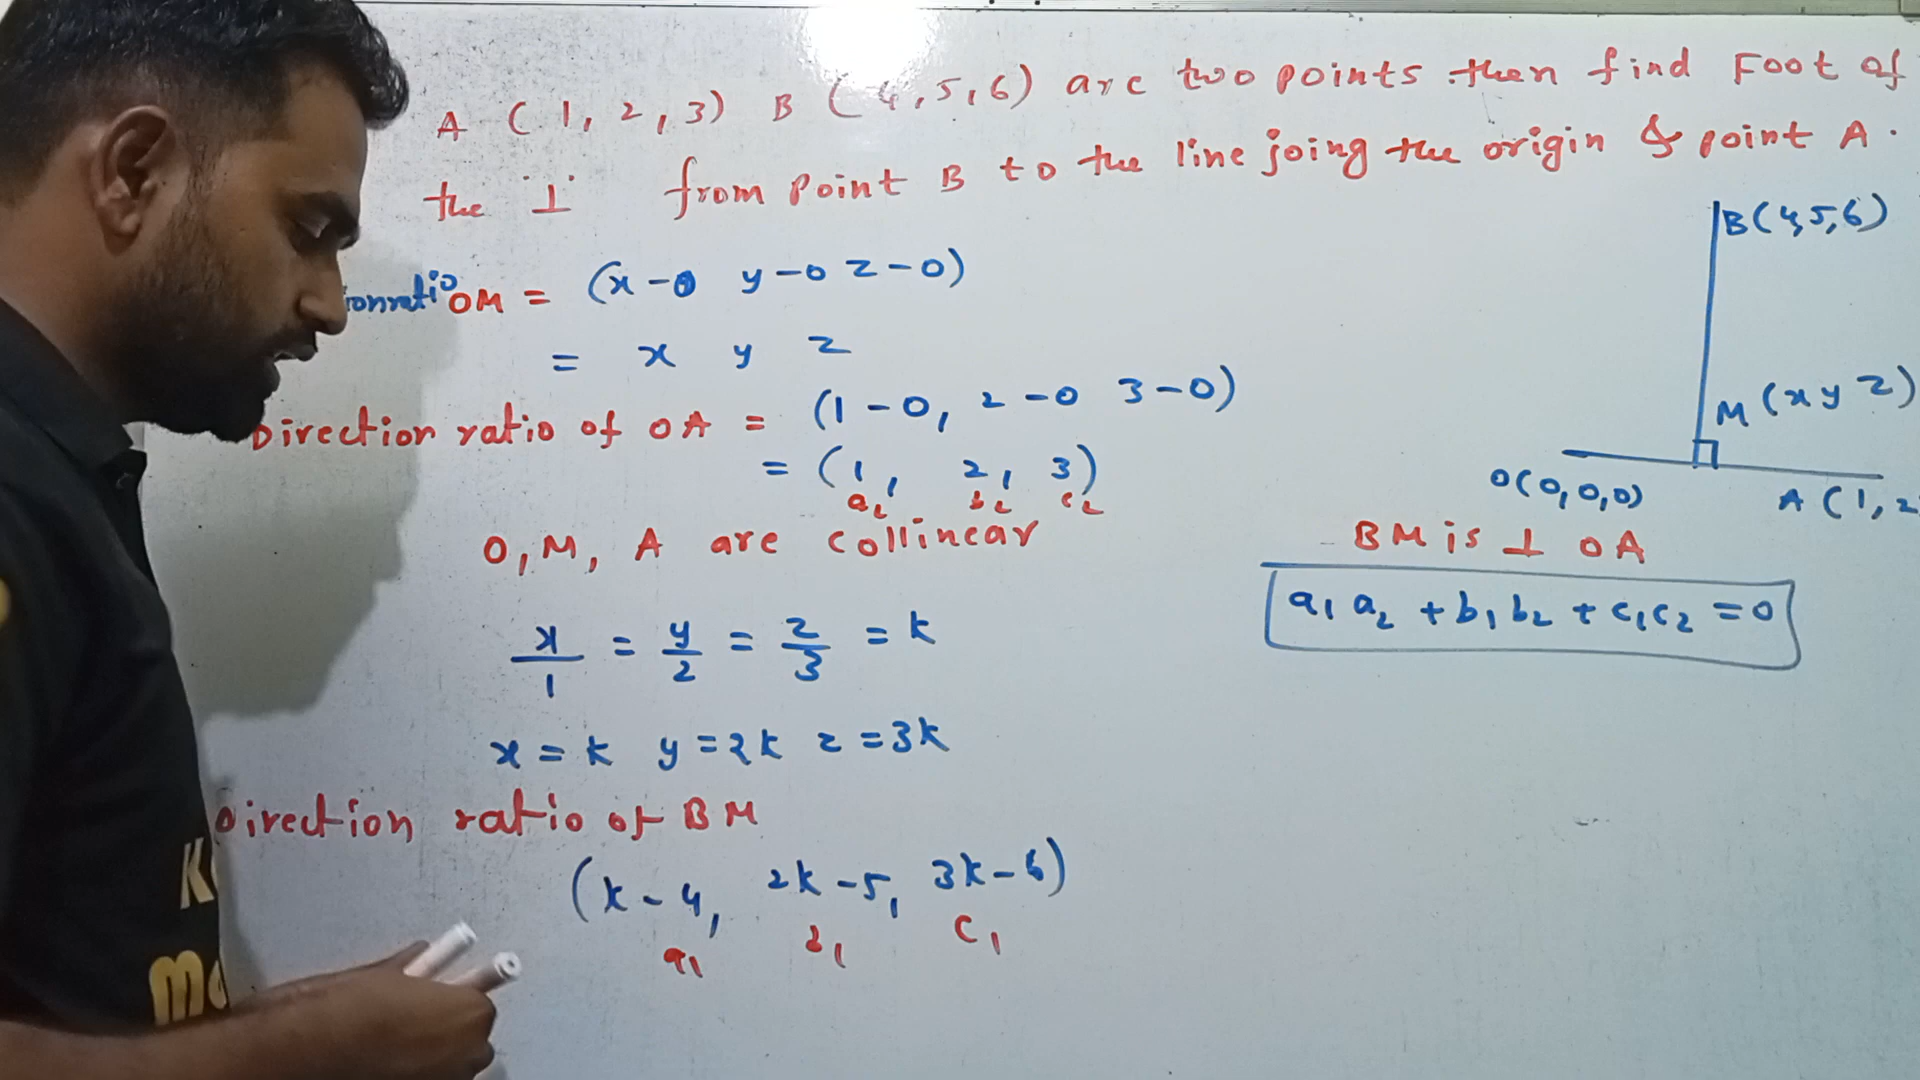 A (1, 2, 3) B (4, 5, 6) are two points then find Foot of
the ⊥ from point B to the line joing the origin & point A.
OM = (x-0 y-0 z-0)
= x y z
Direction ratio of OA = (1-0, 2-0 3-0)
= (1, 2, 3)
a2 b2 c2
O, M, A are collinear
x/1 = y/2 = z/3 = k
x = k y = 2k z = 3k
Direction ratio of BM
(k-4, 2k-5, 3k-6)
a1 b1 c1
B(4,5,6)
M (x y z)
O(0,0,0) A(1, 2
BM is ⊥ OA
a1 a2 + b1 b2 + c1 c2 = 0